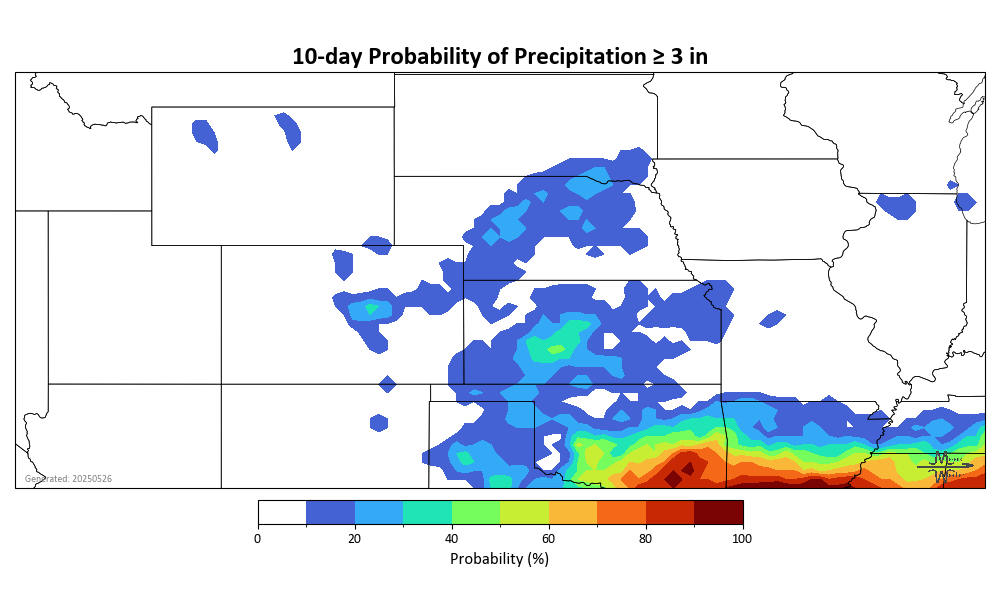 10-day Probability of Precipitation ≥ 3 in
Generated: 20250526
0 20 40 60 80 100
Probability (%)